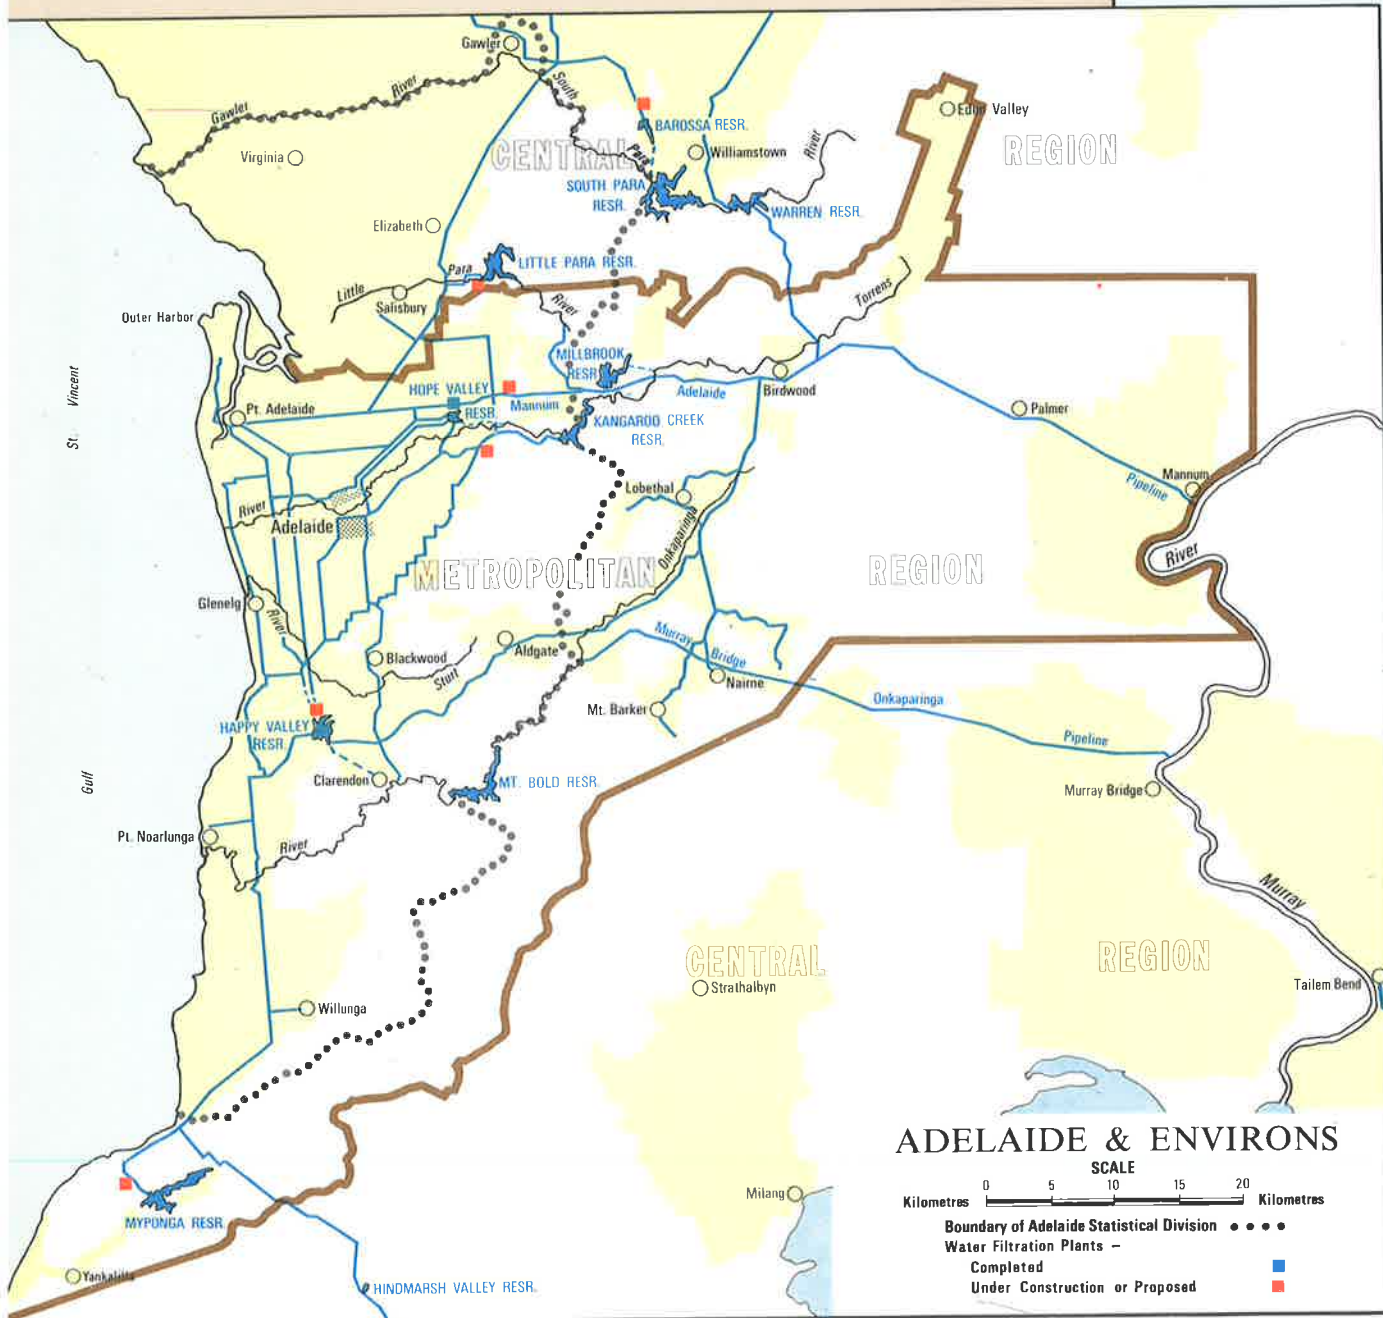 Gawler
South
Gawler
River
BAROSSA RESR.
Eden Valley
REGION
CENTRAL
Para
Williamstown
River
Virginia
SOUTH PARA
RESR.
WARREN RESR.
Elizabeth
LITTLE PARA RESR.
Para
Little
Salisbury
River
Torrens
Outer Harbor
MILLBROOK
RESR.
St. Vincent
Gulf
HOPE VALLEY
RESR.
Mannum
Adelaide
Birdwood
Pt. Adelaide
Palmer
KANGAROO CREEK
RESR.
Mannum
Pipeline
Lobethal
River
Adelaide
Onkaparinga
River
METROPOLITAN
REGION
Glenelg
River
Murray
Bridge
Blackwood
Aldgate
Sturt
Nairne
Onkaparinga
Mt. Barker
HAPPY VALLEY
RESR.
Pipeline
Clarendon
MT. BOLD RESR.
Murray Bridge
Pt. Noarlunga
River
Murray
CENTRAL
REGION
Strathalbyn
Tailem Bend
Willunga
ADELAIDE & ENVIRONS
SCALE
0 5 10 15 20
Kilometres Kilometres
Milang
MYPONGA RESR.
Boundary of Adelaide Statistical Division
Water Filtration Plants –
Completed
Under Construction or Proposed
Yankalilla
HINDMARSH VALLEY RESR.